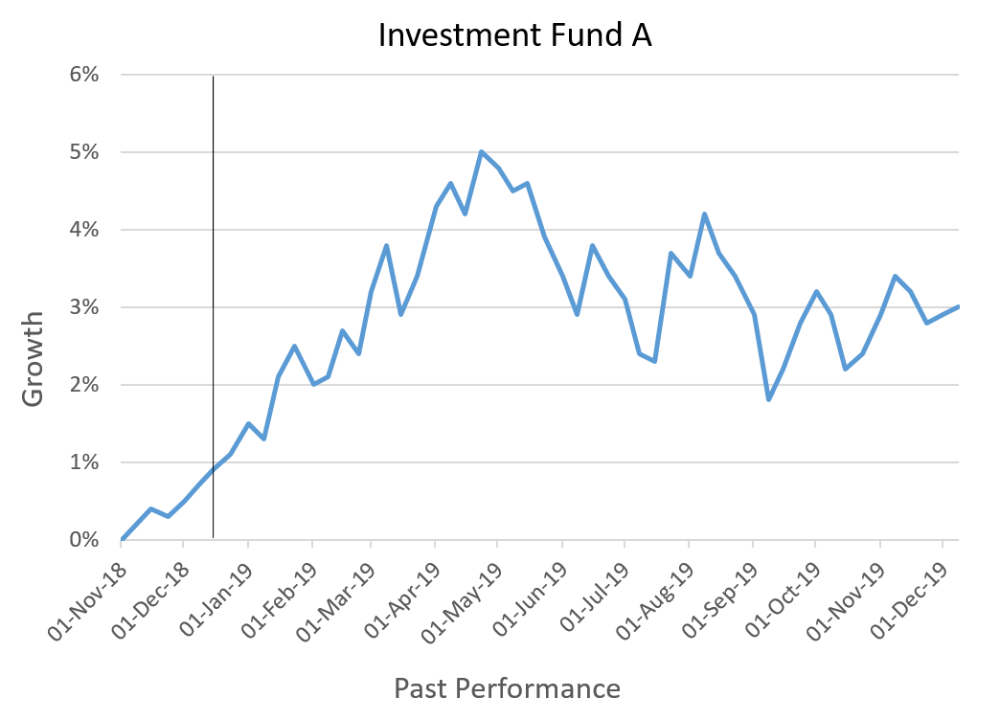 Investment Fund A
6%
5%
4%
3%
2%
1%
0%
Growth
01-Nov-18
01-Dec-18
01-Jan-19
01-Feb-19
01-Mar-19
01-Apr-19
01-May-19
01-Jun-19
01-Jul-19
01-Aug-19
01-Sep-19
01-Oct-19
01-Nov-19
01-Dec-19
Past Performance